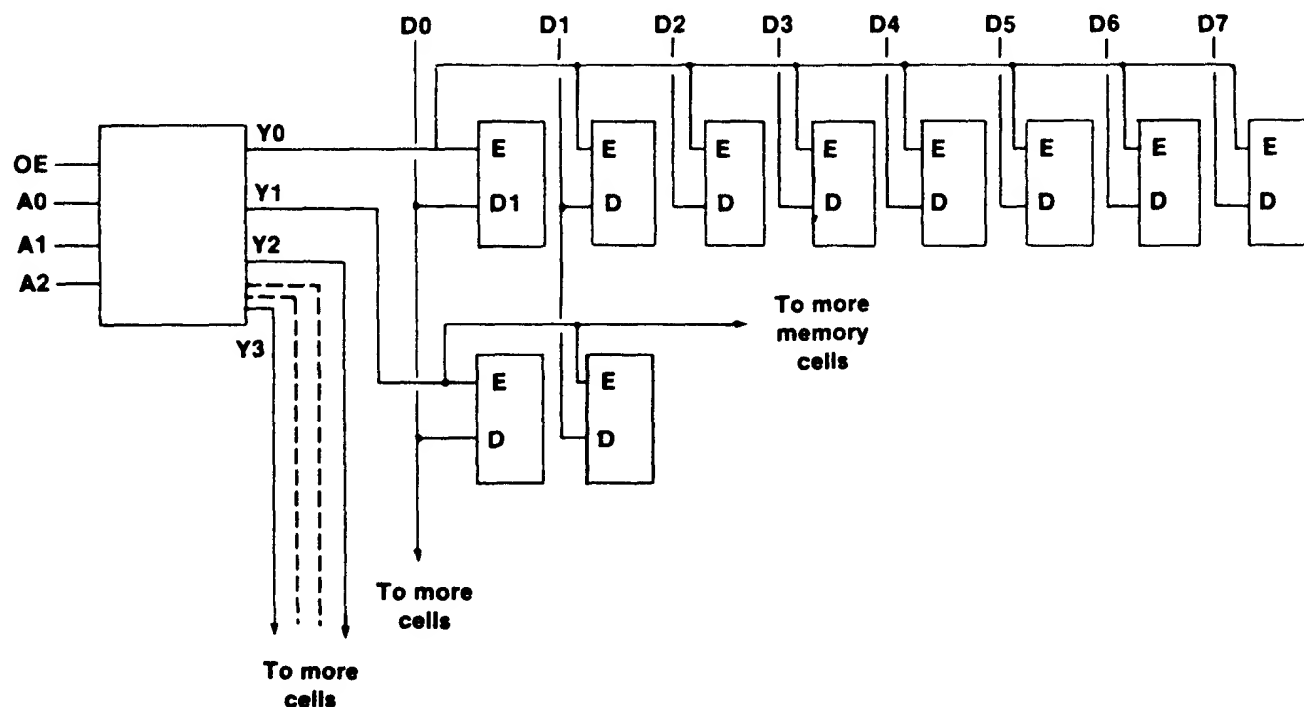 D0 D1 D2 D3 D4 D5 D6 D7
Y0
E E E E E E E E
OE
A0
Y1
D1 D D D D D D D
A1
Y2
A2
To more
memory
cells
Y3
E E
D D
To more
cells
To more
cells